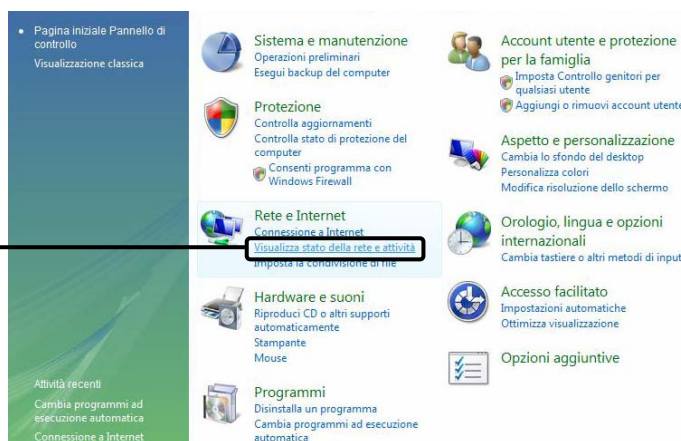 Pagina iniziale Pannello di
controllo
Visualizzazione classica
Attività recenti
Cambia programmi ad
esecuzione automatica
Connessione a Internet
Sistema e manutenzione
Operazioni preliminari
Esegui backup del computer
Protezione
Controlla aggiornamenti
Controlla stato di protezione del
computer
Consenti programma con
Windows Firewall
Rete e Internet
Connessione a Internet
Visualizza stato della rete e attività
Imposta la condivisione di file
Hardware e suoni
Riproduci CD o altri supporti
automaticamente
Stampante
Mouse
Programmi
Disinstalla un programma
Cambia programmi ad esecuzione
automatica
Account utente e protezione
per la famiglia
Imposta Controllo genitori per
qualsiasi utente
Aggiungi o rimuovi account utente
Aspetto e personalizzazione
Cambia lo sfondo del desktop
Personalizza colori
Modifica risoluzione dello schermo
Orologio, lingua e opzioni
internazionali
Cambia tastiere o altri metodi di input
Accesso facilitato
Impostazioni automatiche
Ottimizza visualizzazione
Opzioni aggiuntive